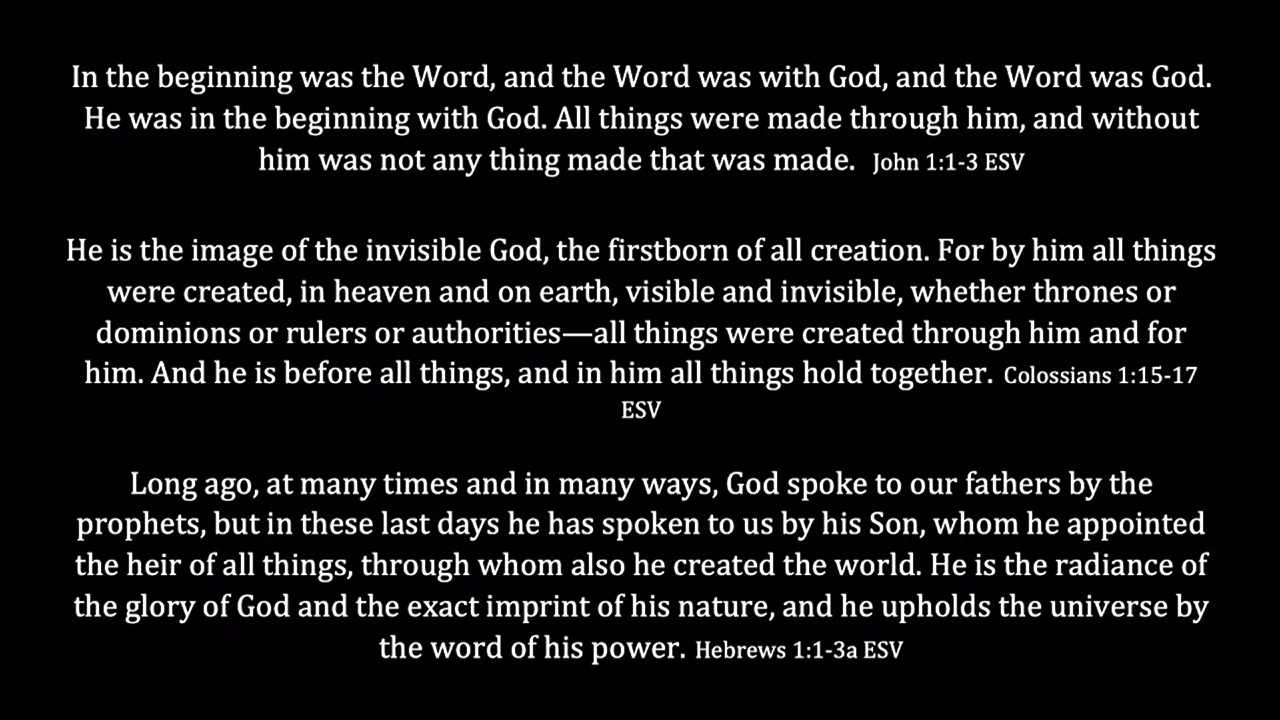 In the beginning was the Word, and the Word was with God, and the Word was God.
He was in the beginning with God. All things were made through him, and without
him was not any thing made that was made. John 1:1-3 ESV
He is the image of the invisible God, the firstborn of all creation. For by him all things
were created, in heaven and on earth, visible and invisible, whether thrones or
dominions or rulers or authorities—all things were created through him and for
him. And he is before all things, and in him all things hold together. Colossians 1:15-17
ESV
Long ago, at many times and in many ways, God spoke to our fathers by the
prophets, but in these last days he has spoken to us by his Son, whom he appointed
the heir of all things, through whom also he created the world. He is the radiance of
the glory of God and the exact imprint of his nature, and he upholds the universe by
the word of his power. Hebrews 1:1-3a ESV